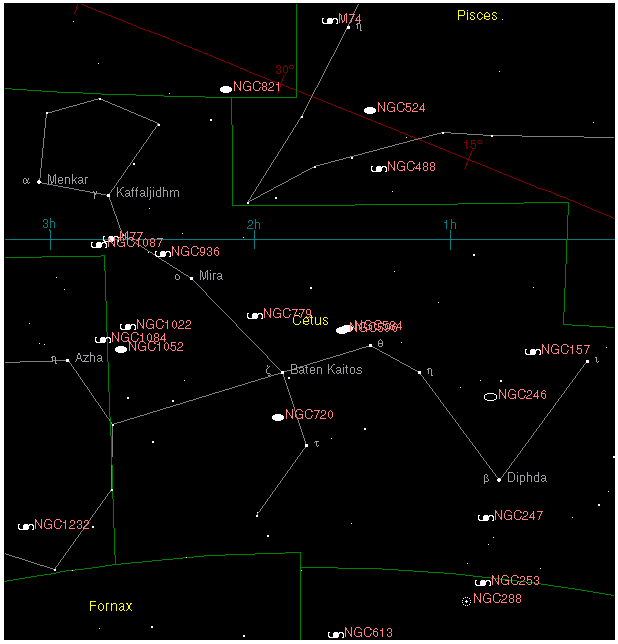 M74
Pisces
η
30°
NGC821
NGC524
15°
NGC488
α Menkar
γ Kaffaljidhm
3h
2h
1h
M77
NGC1087
NGC936
ο Mira
NGC779
Cetus
NGC584
NGC1022
NGC1084
NGC1052
θ
NGC157
η Azha
ι
ζ Baten Kaitos
η
NGC246
NGC720
τ
β Diphda
NGC247
NGC1232
NGC253
NGC288
Fornax
NGC613